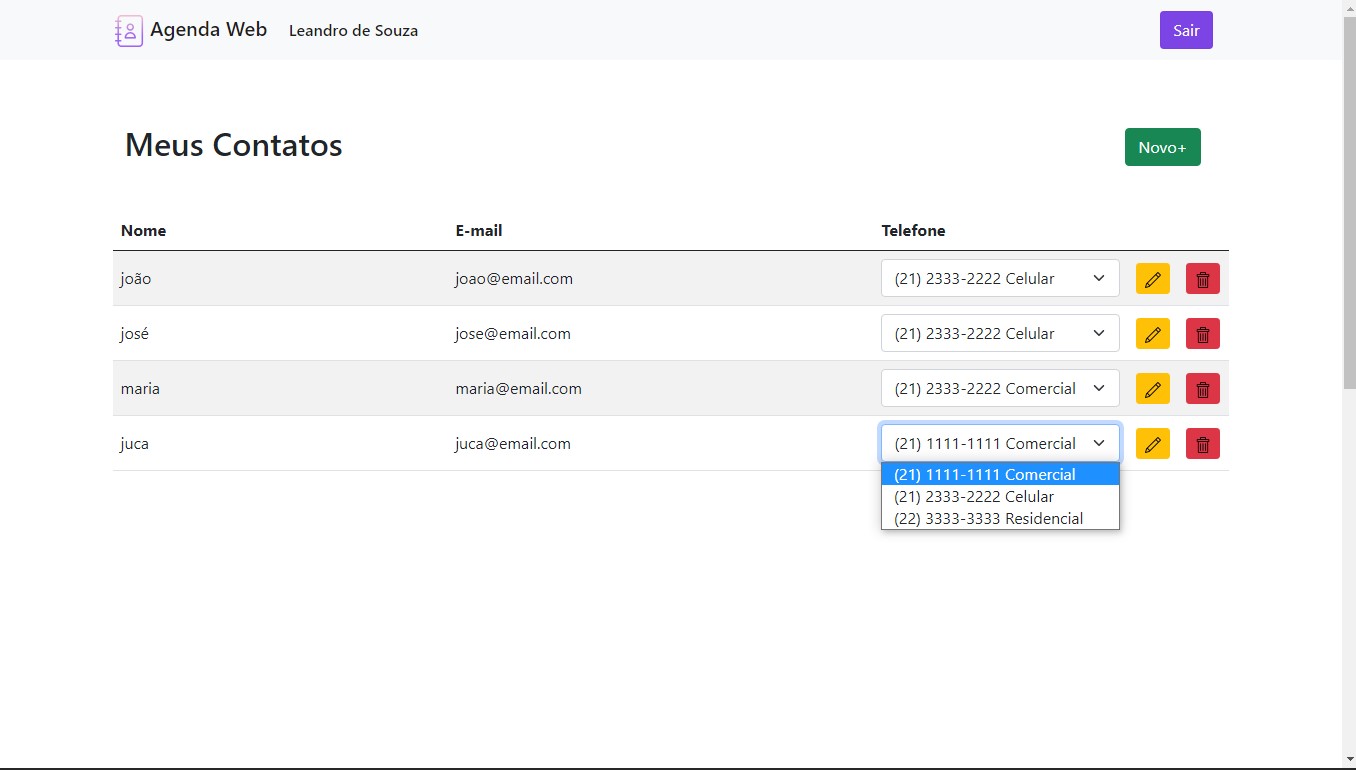 Agenda Web Leandro de Souza Sair
Meus Contatos Novo+
Nome E-mail Telefone
joão joao@email.com (21) 2333-2222 Celular
josé jose@email.com (21) 2333-2222 Celular
maria maria@email.com (21) 2333-2222 Comercial
juca juca@email.com (21) 1111-1111 Comercial
(21) 1111-1111 Comercial
(21) 2333-2222 Celular
(22) 3333-3333 Residencial